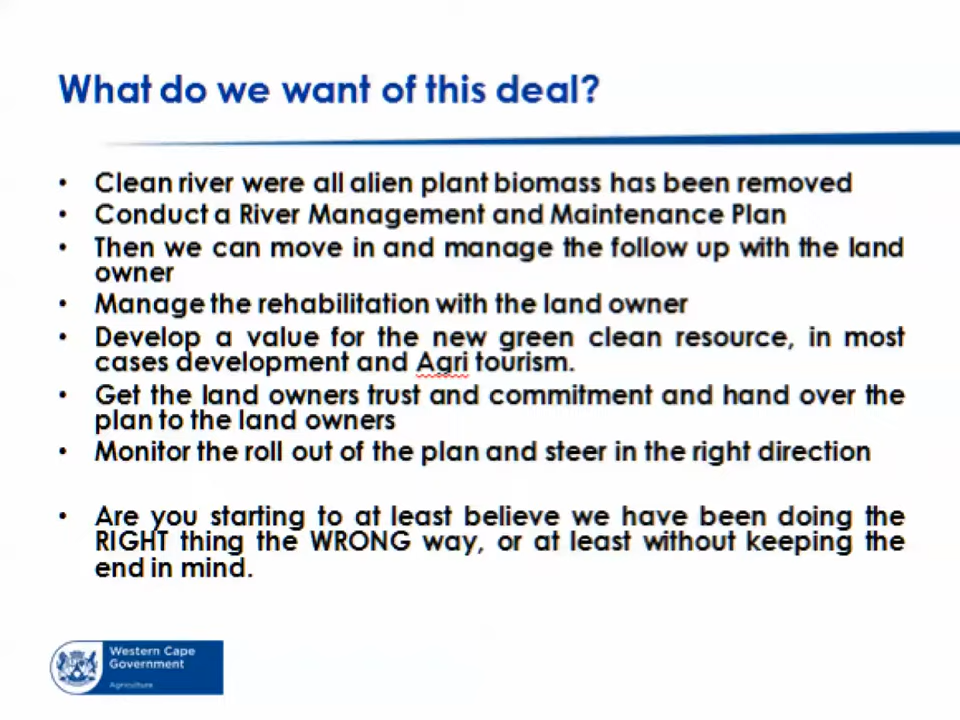 What do we want of this deal?
• Clean river were all alien plant biomass has been removed
• Conduct a River Management and Maintenance Plan
• Then we can move in and manage the follow up with the land
owner
• Manage the rehabilitation with the land owner
• Develop a value for the new green clean resource, in most
cases development and Agri tourism.
• Get the land owners trust and commitment and hand over the
plan to the land owners
• Monitor the roll out of the plan and steer in the right direction
• Are you starting to at least believe we have been doing the
RIGHT thing the WRONG way, or at least without keeping the
end in mind.
Western Cape
Government
Agriculture